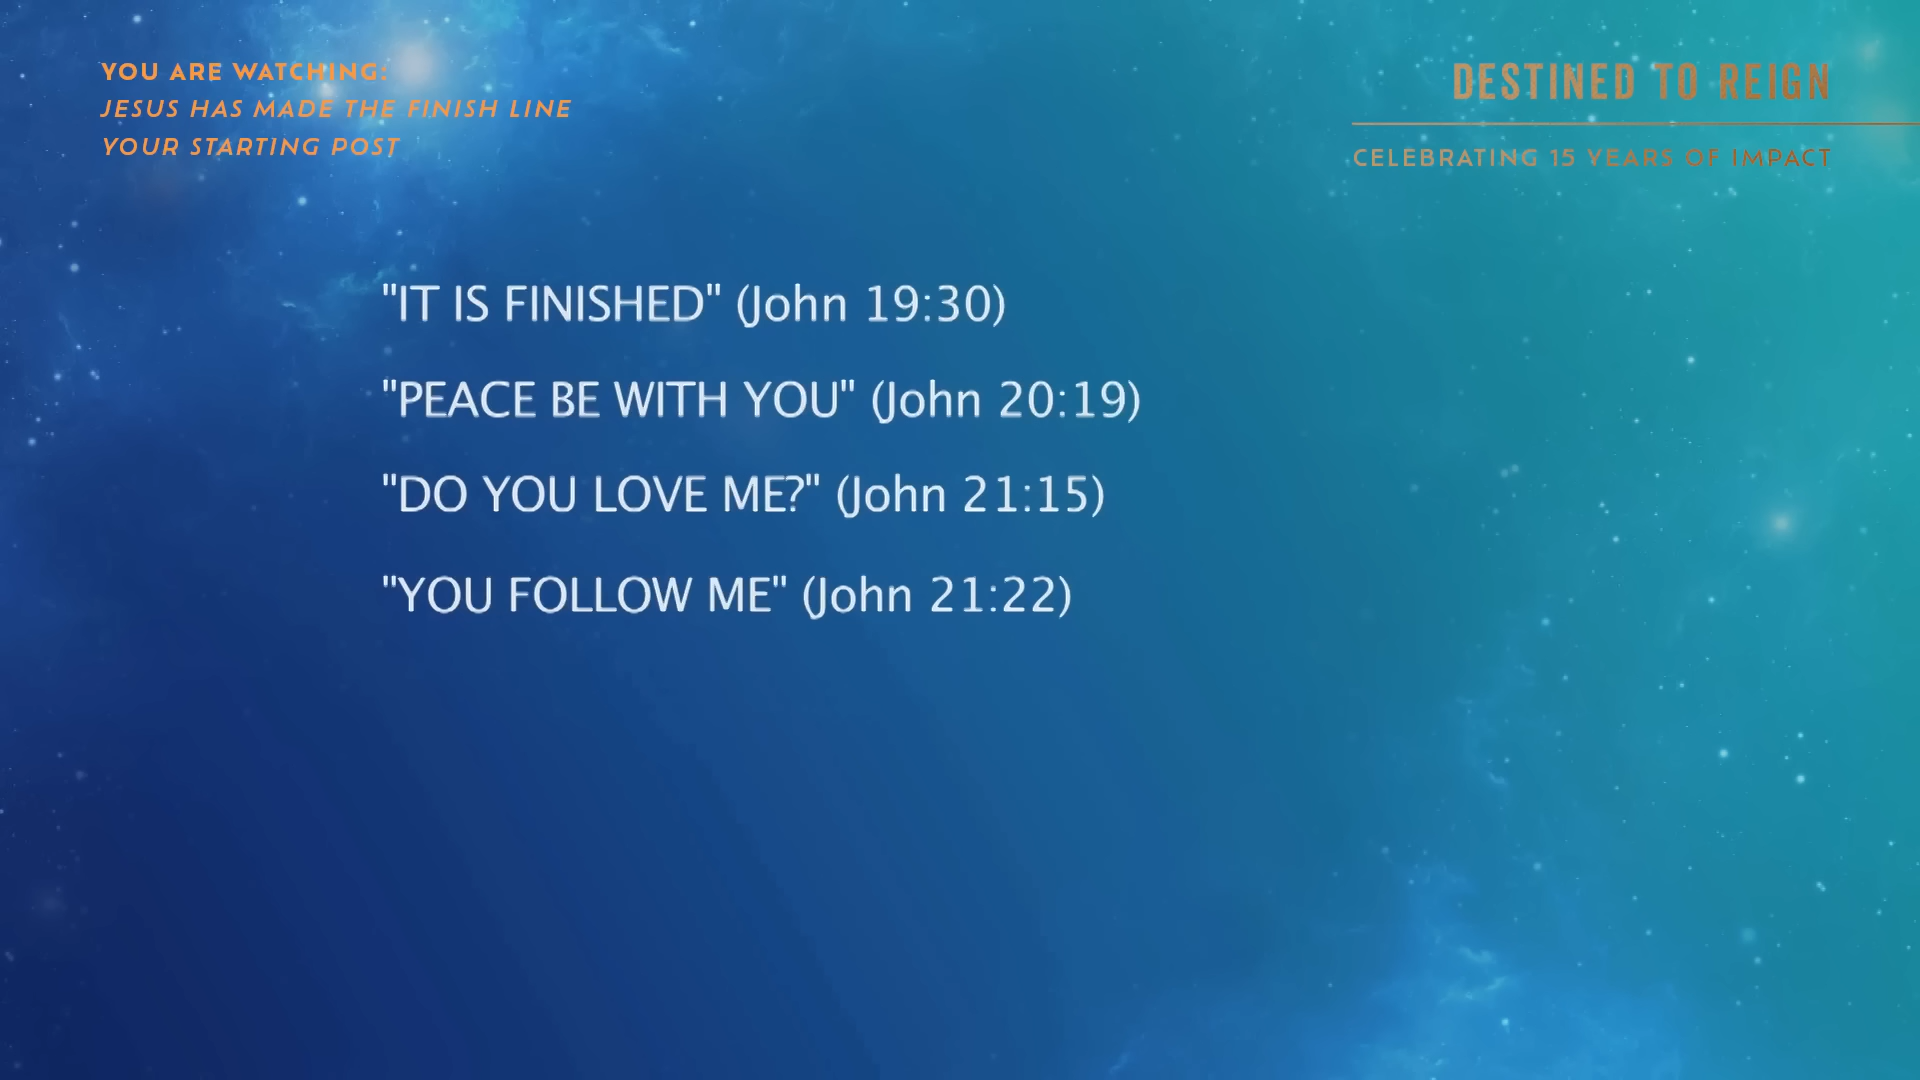 YOU ARE WATCHING:
JESUS HAS MADE THE FINISH LINE
YOUR STARTING POST
DESTINED TO REIGN
CELEBRATING 15 YEARS OF IMPACT
"IT IS FINISHED" (John 19:30)
"PEACE BE WITH YOU" (John 20:19)
"DO YOU LOVE ME?" (John 21:15)
"YOU FOLLOW ME" (John 21:22)